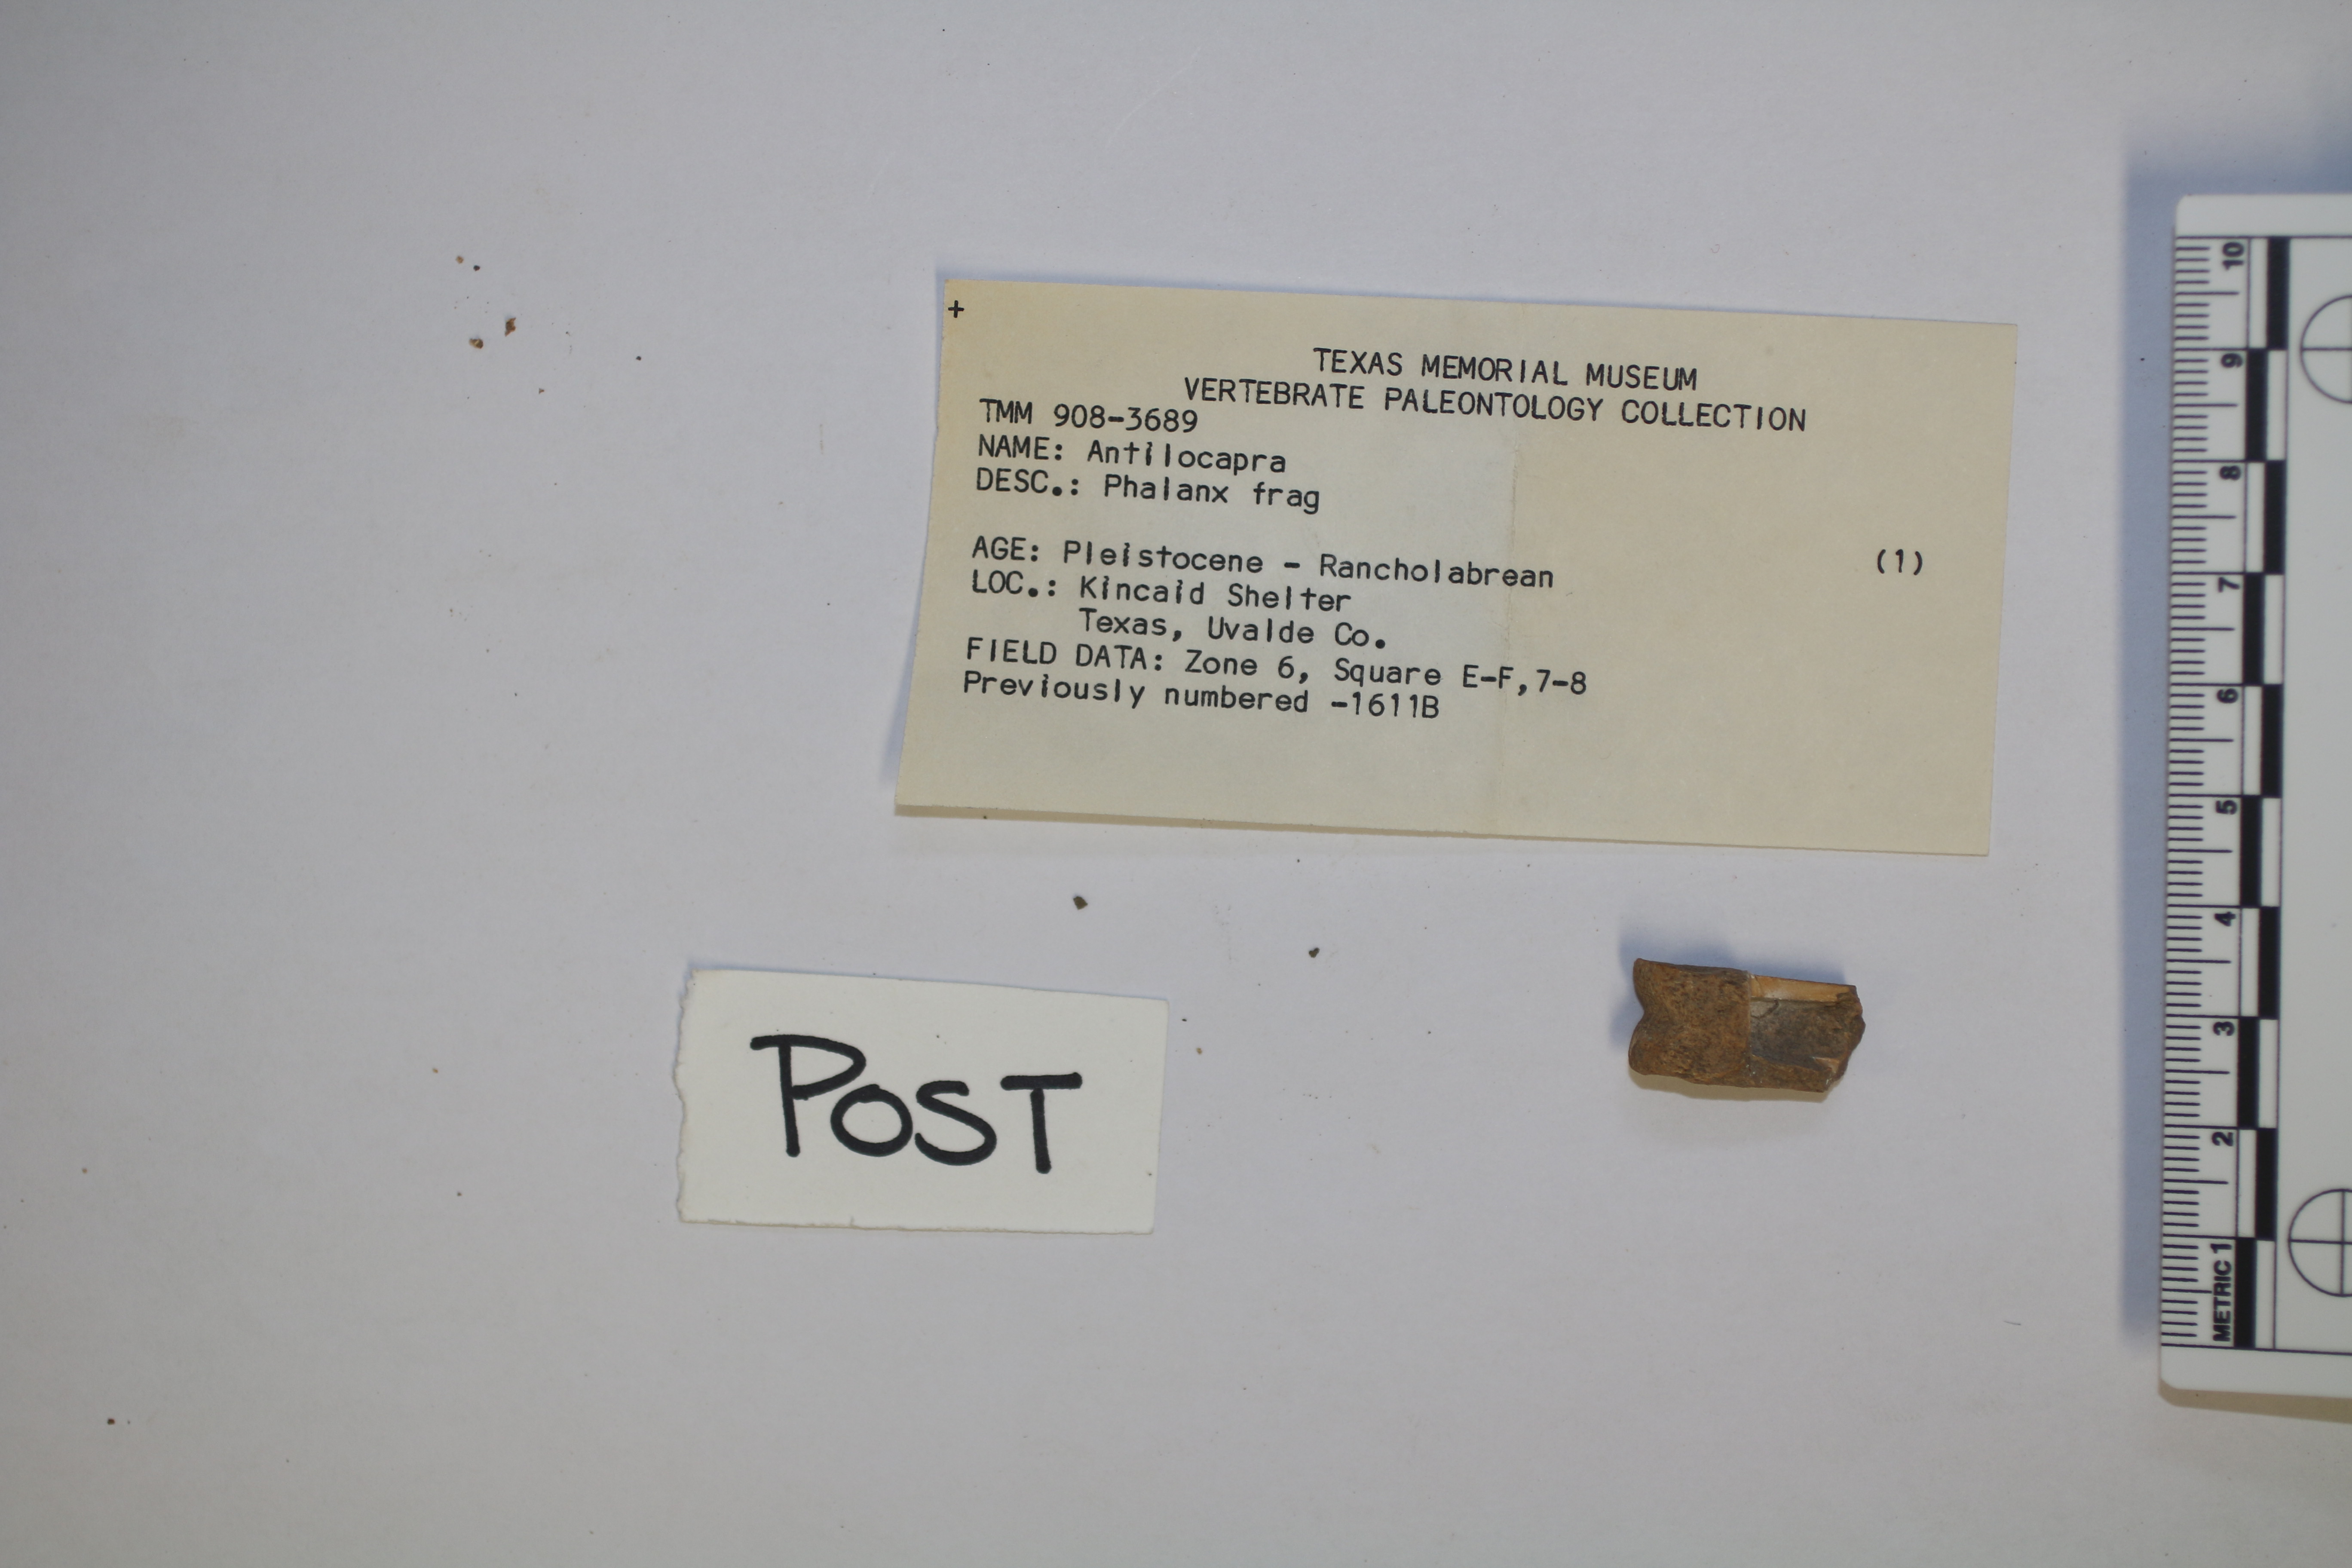 +
TEXAS MEMORIAL MUSEUM
VERTEBRATE PALEONTOLOGY COLLECTION
TMM 908-3689
NAME: Antilocapra
DESC.: Phalanx frag
AGE: Pleistocene - Rancholabrean (1)
LOC.: Kincaid Shelter
Texas, Uvalde Co.
FIELD DATA: Zone 6, Square E-F,7-8
Previously numbered -1611B
POST
10
9
8
7
6
5
4
3
2
METRIC 1